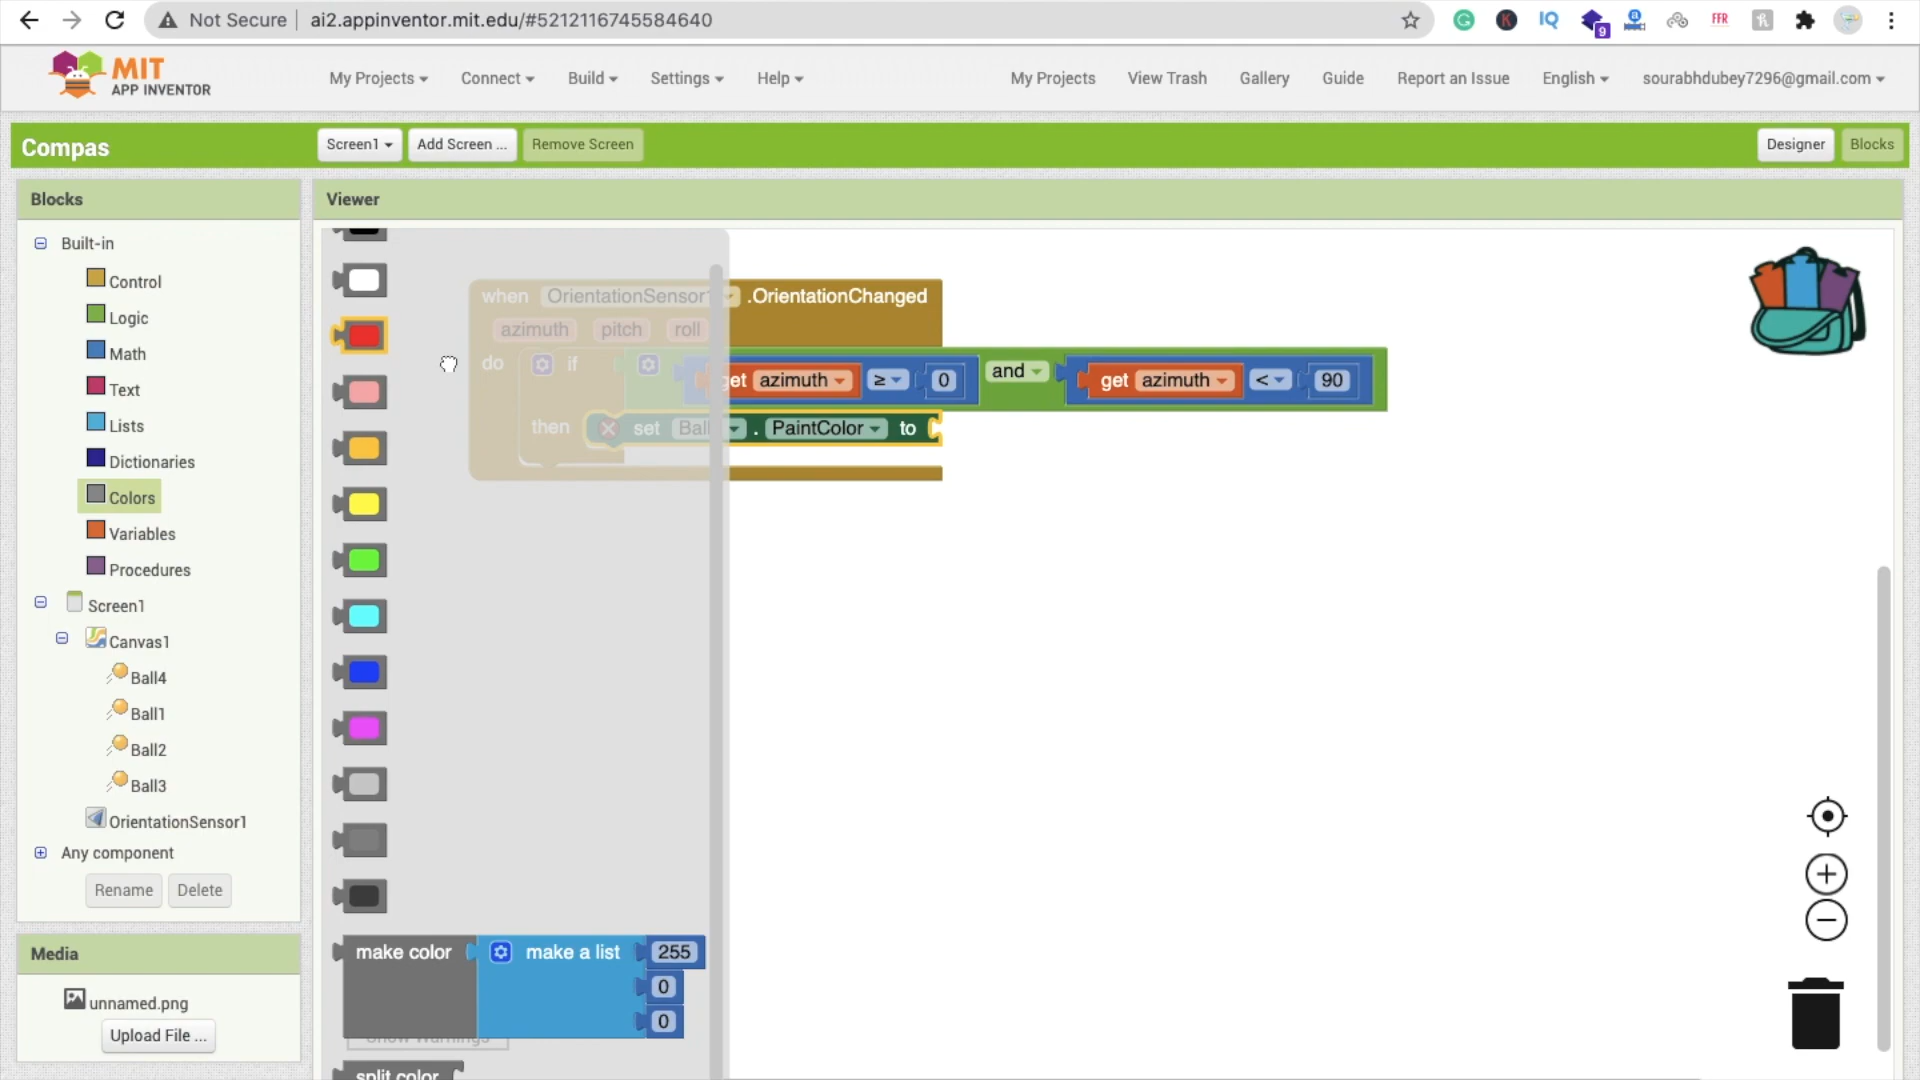 Not Secure ai2.appinventor.mit.edu/#5212116745584640
K IQ 9 a FFR
MIT
APP INVENTOR
My Projects Connect Build Settings Help My Projects View Trash Gallery Guide Report an Issue English sourabhdubey7296@gmail.com
Compas Screen1 Add Screen ... Remove Screen Designer Blocks
Blocks
Viewer
Built-in
Control
Logic
Math
Text
Lists
Dictionaries
Colors
Variables
Procedures
Screen1
Canvas1
Ball4
Ball1
Ball2
Ball3
OrientationSensor1
Any component
Rename Delete
Media
unnamed.png
Upload File ...
when OrientationSensor1 .OrientationChanged
azimuth pitch roll
do if get azimuth ≥ 0 and get azimuth < 90
then set Ball . PaintColor to
make color make a list 255
0
0
Show Warnings
split color